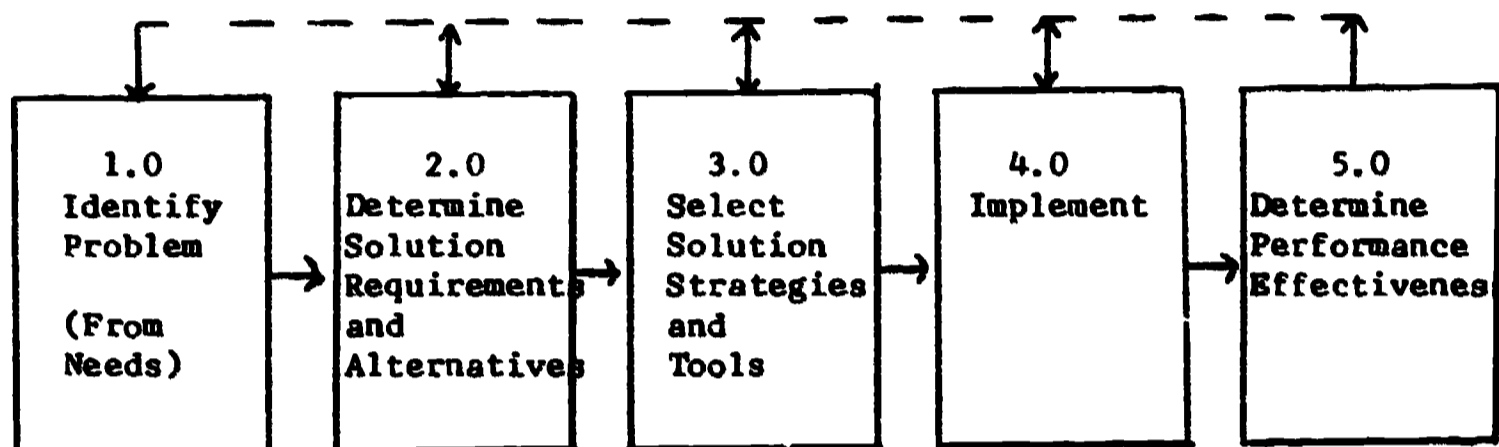 1.0
Identify
Problem
(From
Needs)
2.0
Determine
Solution
Requirements
and
Alternatives
3.0
Select
Solution
Strategies
and
Tools
4.0
Implement
5.0
Determine
Performance
Effectivenes